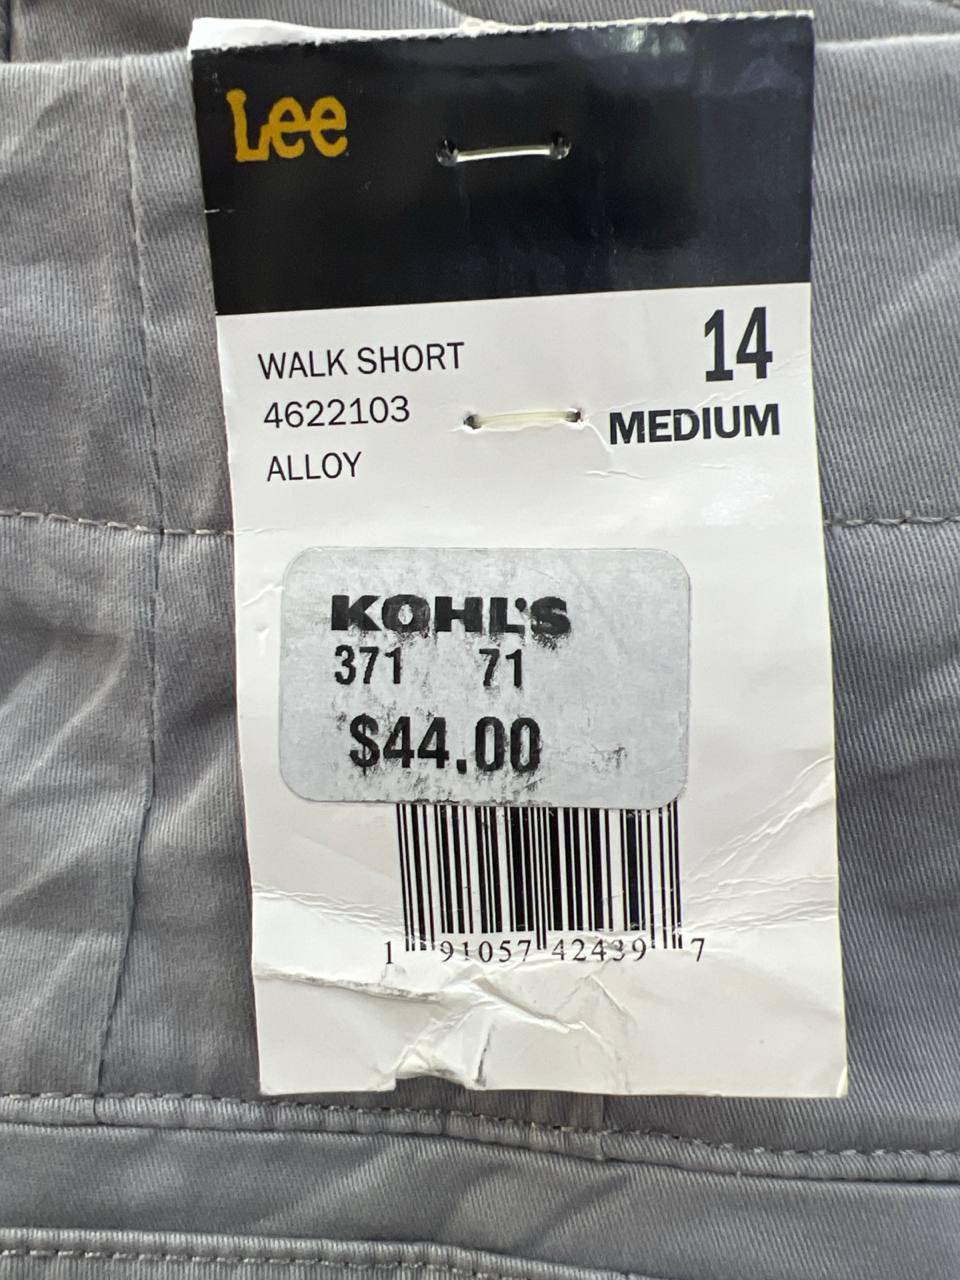 Lee
WALK SHORT
14
4622103
MEDIUM
ALLOY
KOHL'S
371 71
$44.00
1 91057 42439 7